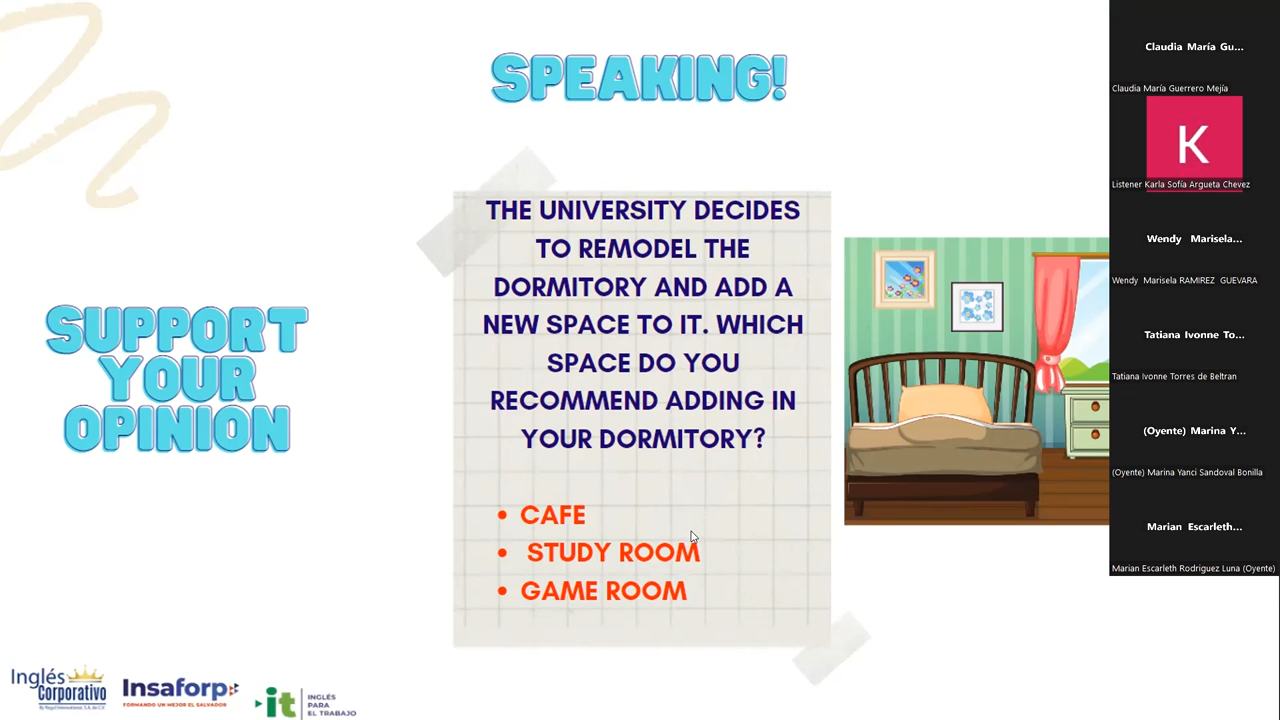 SPEAKING!
SUPPORT
YOUR
OPINION
THE UNIVERSITY DECIDES
TO REMODEL THE
DORMITORY AND ADD A
NEW SPACE TO IT. WHICH
SPACE DO YOU
RECOMMEND ADDING IN
YOUR DORMITORY?
• CAFE
• STUDY ROOM
• GAME ROOM
Claudia María Gu...
Claudia María Guerrero Mejía
K
Listener Karla Sofía Argueta Chevez
Wendy Marisela...
Wendy Marisela RAMIREZ GUEVARA
Tatiana Ivonne To...
Tatiana Ivonne Torres de Beltran
(Oyente) Marina Y...
(Oyente) Marina Yanci Sandoval Bonilla
Marian Escarleth...
Marian Escarleth Rodriguez Luna (Oyente)
Inglés
Corporativo
By Regal International, S.A. de C.V.
Insaforp
FORMANDO UN MEJOR EL SALVADOR
it
INGLÉS
PARA
EL TRABAJO